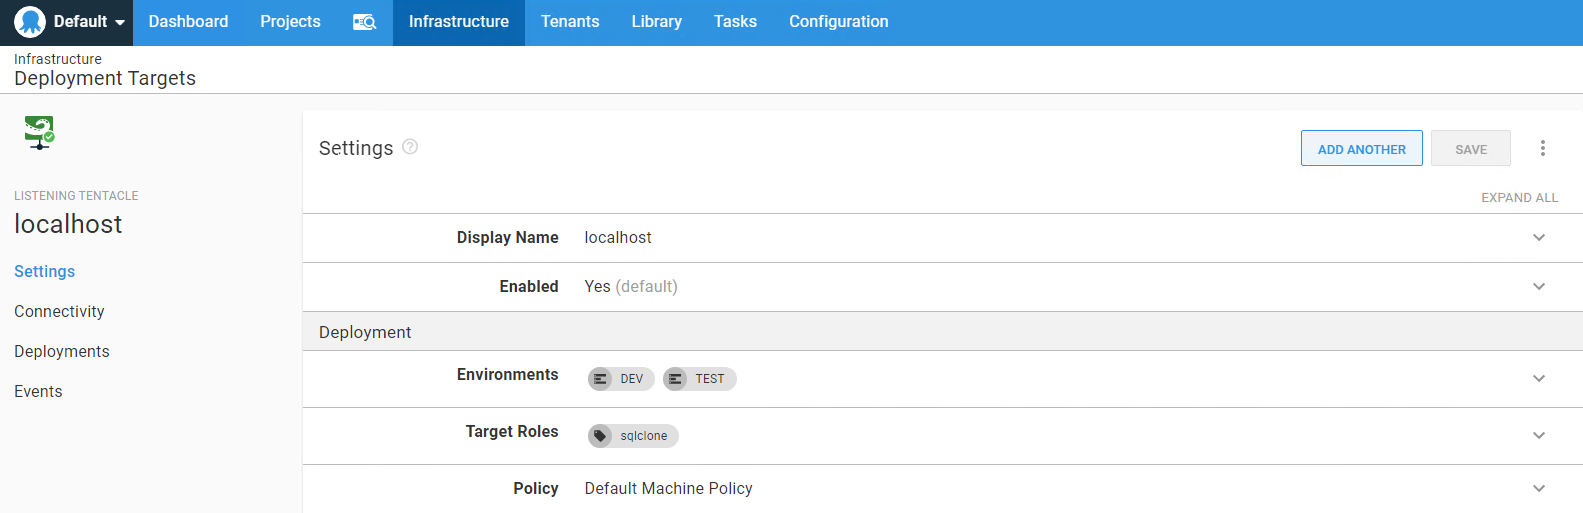 Default Dashboard Projects Infrastructure Tenants Library Tasks Configuration
Infrastructure
Deployment Targets
LISTENING TENTACLE
localhost
Settings
Connectivity
Deployments
Events
Settings ? ADD ANOTHER SAVE
EXPAND ALL
Display Name localhost
Enabled Yes (default)
Deployment
Environments DEV TEST
Target Roles sqlclone
Policy Default Machine Policy